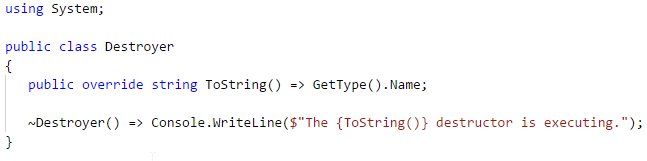 using System;
public class Destroyer
{
public override string ToString() => GetType().Name;
~Destroyer() => Console.WriteLine($"The {ToString()} destructor is executing.");
}